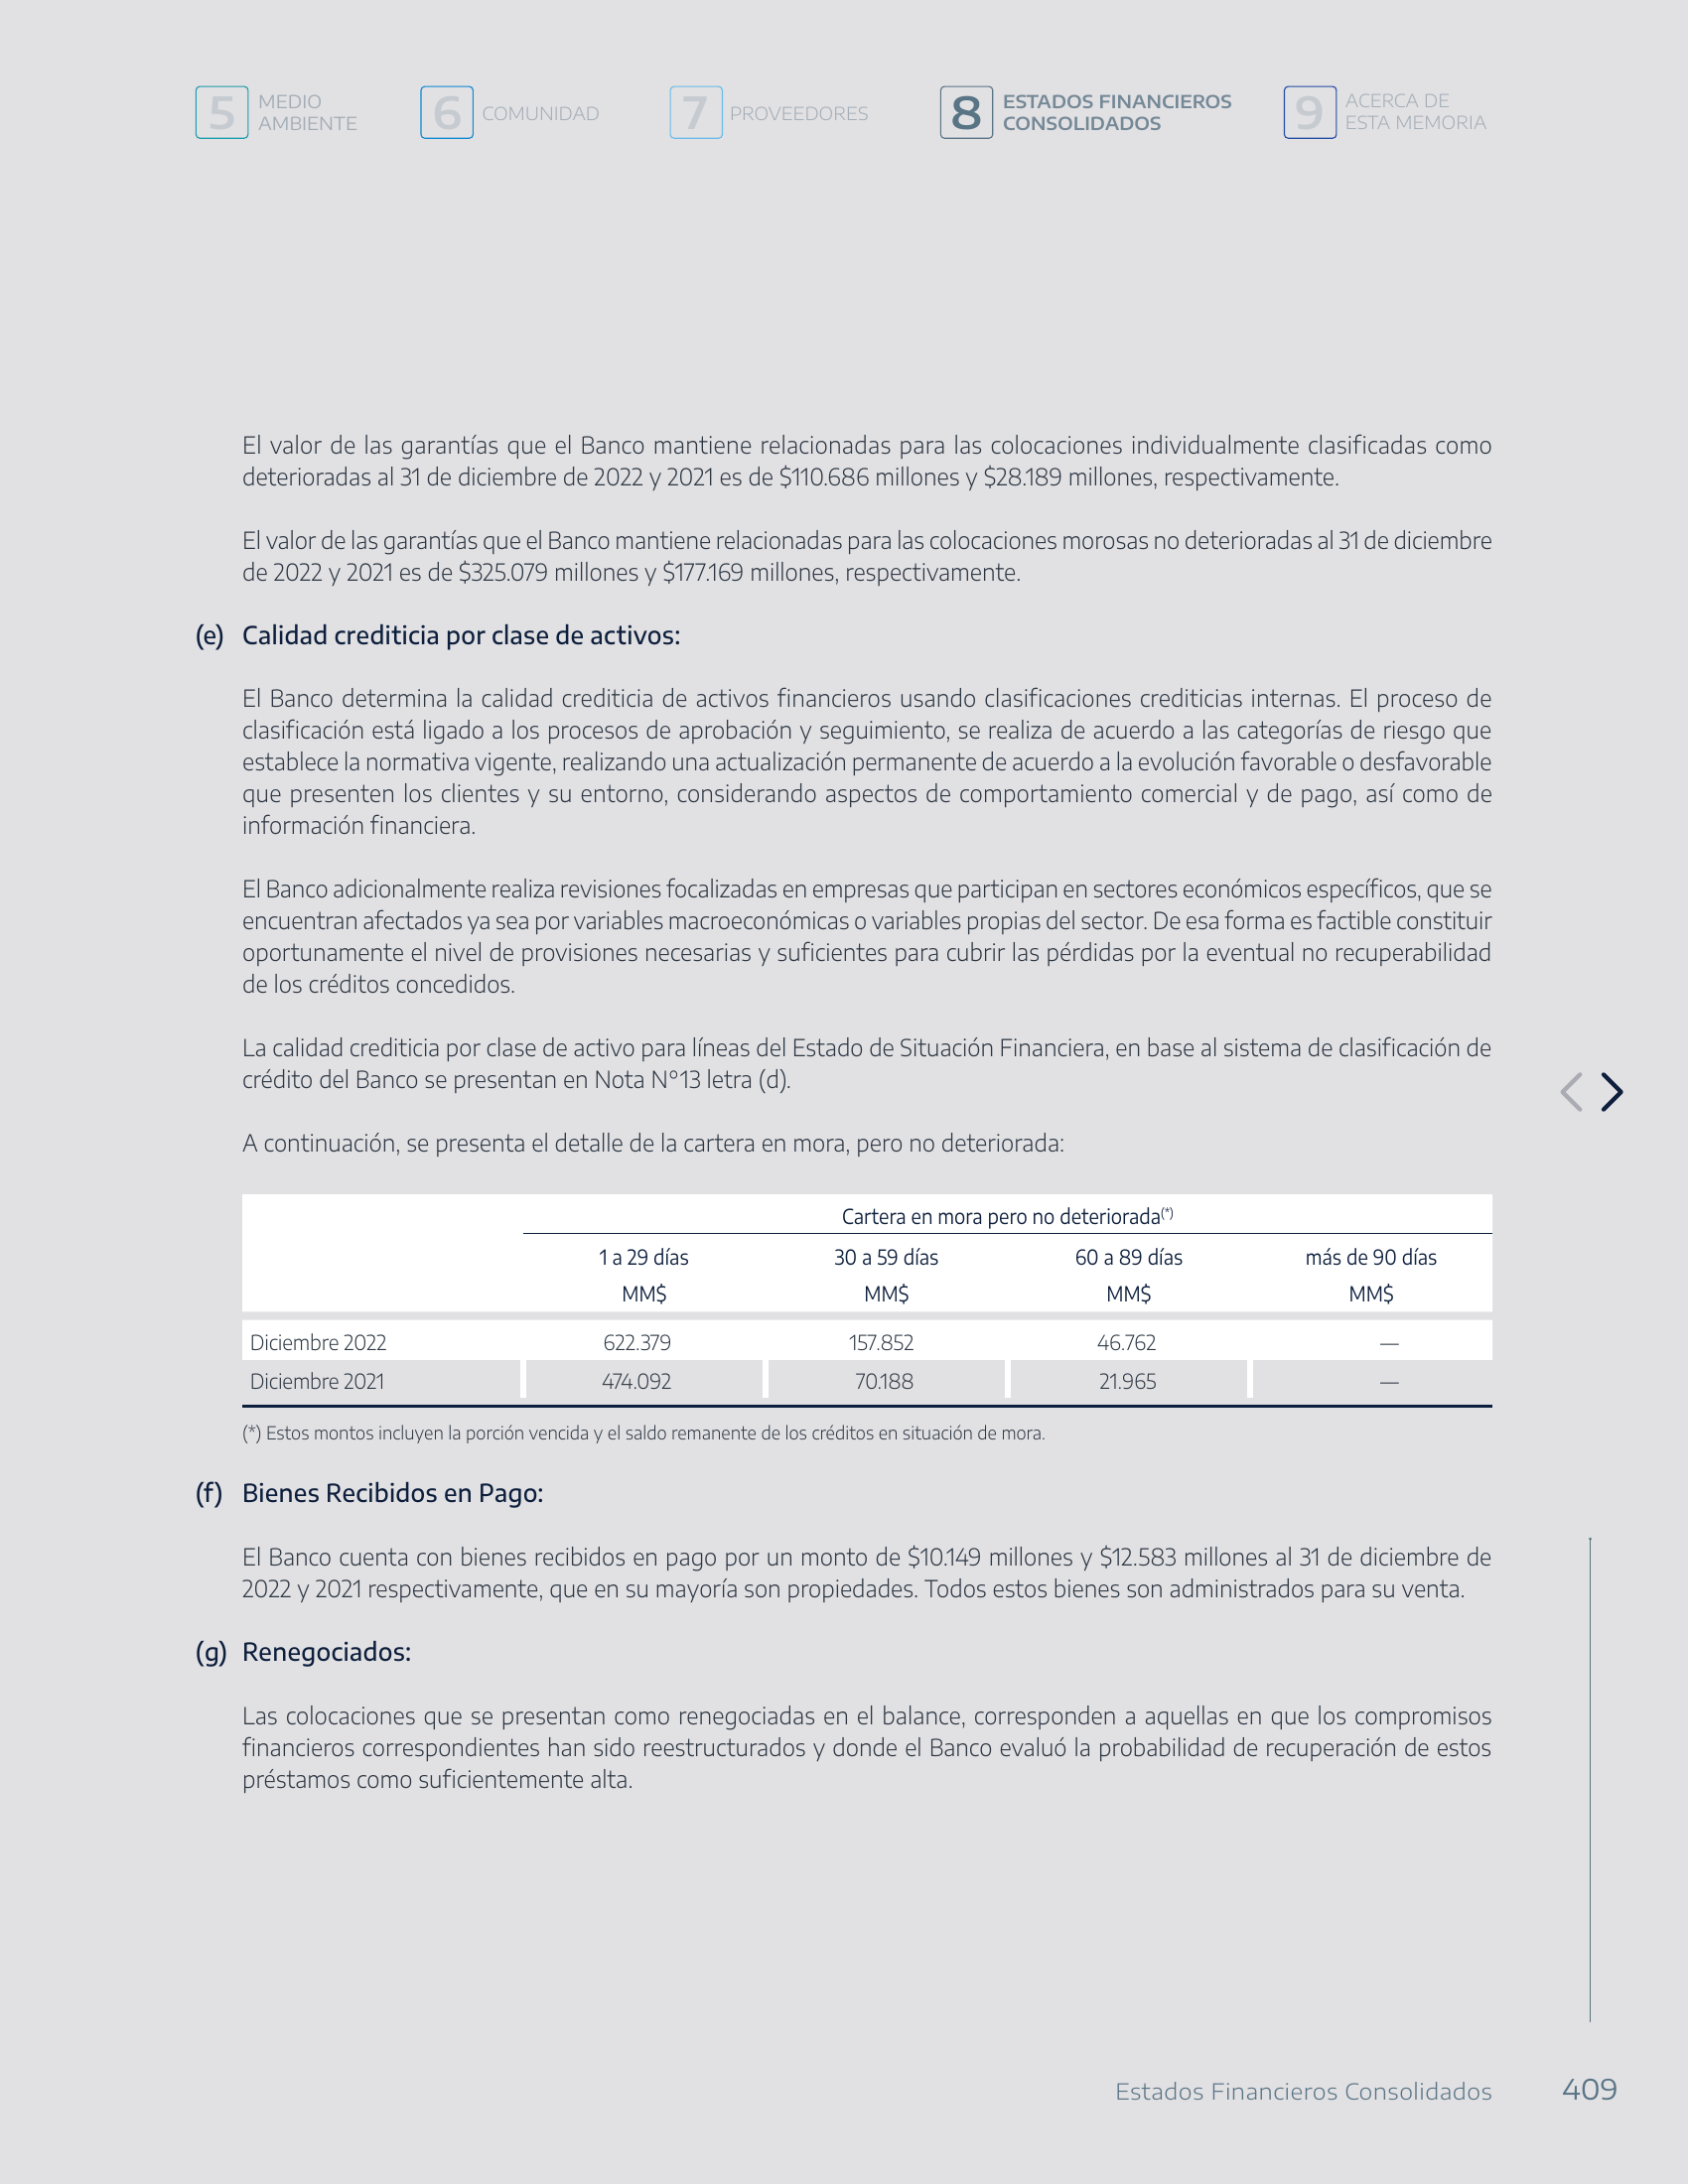 5 MEDIO AMBIENTE
6 COMUNIDAD
7 PROVEEDORES
8 ESTADOS FINANCIEROS CONSOLIDADOS
9 ACERCA DE ESTA MEMORIA
El valor de las garantías que el Banco mantiene relacionadas para las colocaciones individualmente clasificadas como
deterioradas al 31 de diciembre de 2022 y 2021 es de $110.686 millones y $28.189 millones, respectivamente.
El valor de las garantías que el Banco mantiene relacionadas para las colocaciones morosas no deterioradas al 31 de diciembre
de 2022 y 2021 es de $325.079 millones y $177.169 millones, respectivamente.
(e) Calidad crediticia por clase de activos:
El Banco determina la calidad crediticia de activos financieros usando clasificaciones crediticias internas. El proceso de
clasificación está ligado a los procesos de aprobación y seguimiento, se realiza de acuerdo a las categorías de riesgo que
establece la normativa vigente, realizando una actualización permanente de acuerdo a la evolución favorable o desfavorable
que presenten los clientes y su entorno, considerando aspectos de comportamiento comercial y de pago, así como de
información financiera.
El Banco adicionalmente realiza revisiones focalizadas en empresas que participan en sectores económicos específicos, que se
encuentran afectados ya sea por variables macroeconómicas o variables propias del sector. De esa forma es factible constituir
oportunamente el nivel de provisiones necesarias y suficientes para cubrir las pérdidas por la eventual no recuperabilidad
de los créditos concedidos.
La calidad crediticia por clase de activo para líneas del Estado de Situación Financiera, en base al sistema de clasificación de
crédito del Banco se presentan en Nota N°13 letra (d).
A continuación, se presenta el detalle de la cartera en mora, pero no deteriorada:
Cartera en mora pero no deteriorada(*)
1 a 29 días 30 a 59 días 60 a 89 días más de 90 días
MM$ MM$ MM$ MM$
Diciembre 2022 622.379 157.852 46.762 —
Diciembre 2021 474.092 70.188 21.965 —
(*) Estos montos incluyen la porción vencida y el saldo remanente de los créditos en situación de mora.
(f) Bienes Recibidos en Pago:
El Banco cuenta con bienes recibidos en pago por un monto de $10.149 millones y $12.583 millones al 31 de diciembre de
2022 y 2021 respectivamente, que en su mayoría son propiedades. Todos estos bienes son administrados para su venta.
(g) Renegociados:
Las colocaciones que se presentan como renegociadas en el balance, corresponden a aquellas en que los compromisos
financieros correspondientes han sido reestructurados y donde el Banco evaluó la probabilidad de recuperación de estos
préstamos como suficientemente alta.
Estados Financieros Consolidados 409